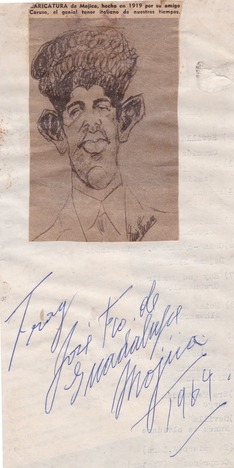 CARICATURA de Mojica, hecha en 1919 por su amigo
Caruso, el genial tenor italiano de nuestros tiempos.
Fray
José Fco. de
Guadalupe
Mojica
1964